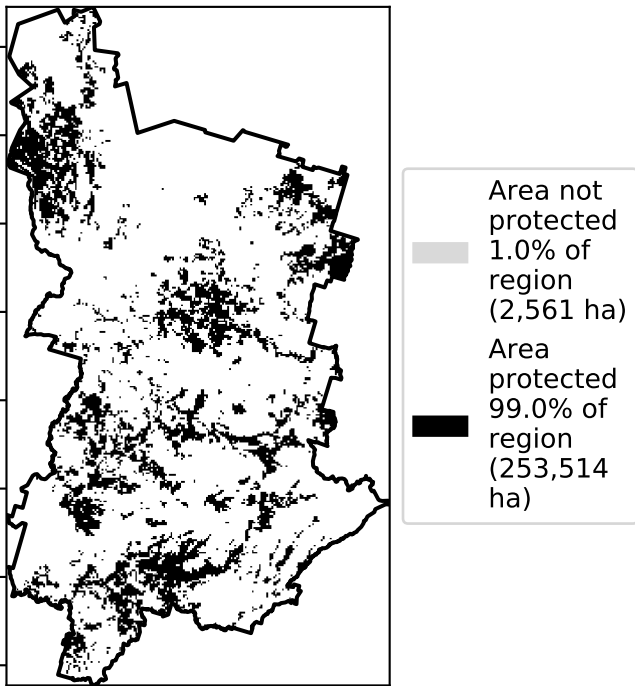 Area not
protected
1.0% of
region
(2,561 ha)
Area
protected
99.0% of
region
(253,514
ha)